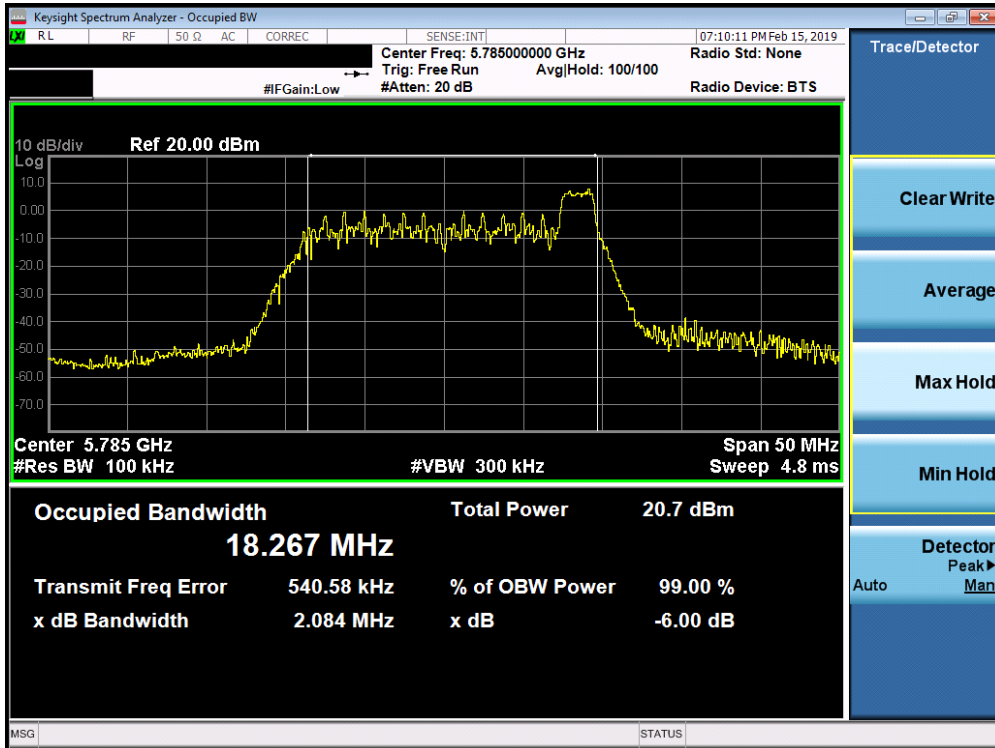 Keysight Spectrum Analyzer - Occupied BW
LXI RL RF 50 Ω AC CORREC SENSE:INT 07:10:11 PM Feb 15, 2019
Center Freq: 5.785000000 GHz Radio Std: None
Trig: Free Run Avg|Hold: 100/100
#IFGain:Low #Atten: 20 dB Radio Device: BTS
10 dB/div Ref 20.00 dBm
Log
10.0
0.00
-10.0
-20.0
-30.0
-40.0
-50.0
-60.0
-70.0
Center 5.785 GHz Span 50 MHz
#Res BW 100 kHz #VBW 300 kHz Sweep 4.8 ms
Occupied Bandwidth Total Power 20.7 dBm
18.267 MHz
Transmit Freq Error 540.58 kHz % of OBW Power 99.00 %
x dB Bandwidth 2.084 MHz x dB -6.00 dB
MSG STATUS
Trace/Detector
Clear Write
Average
Max Hold
Min Hold
Detector
Peak▶
Auto Man